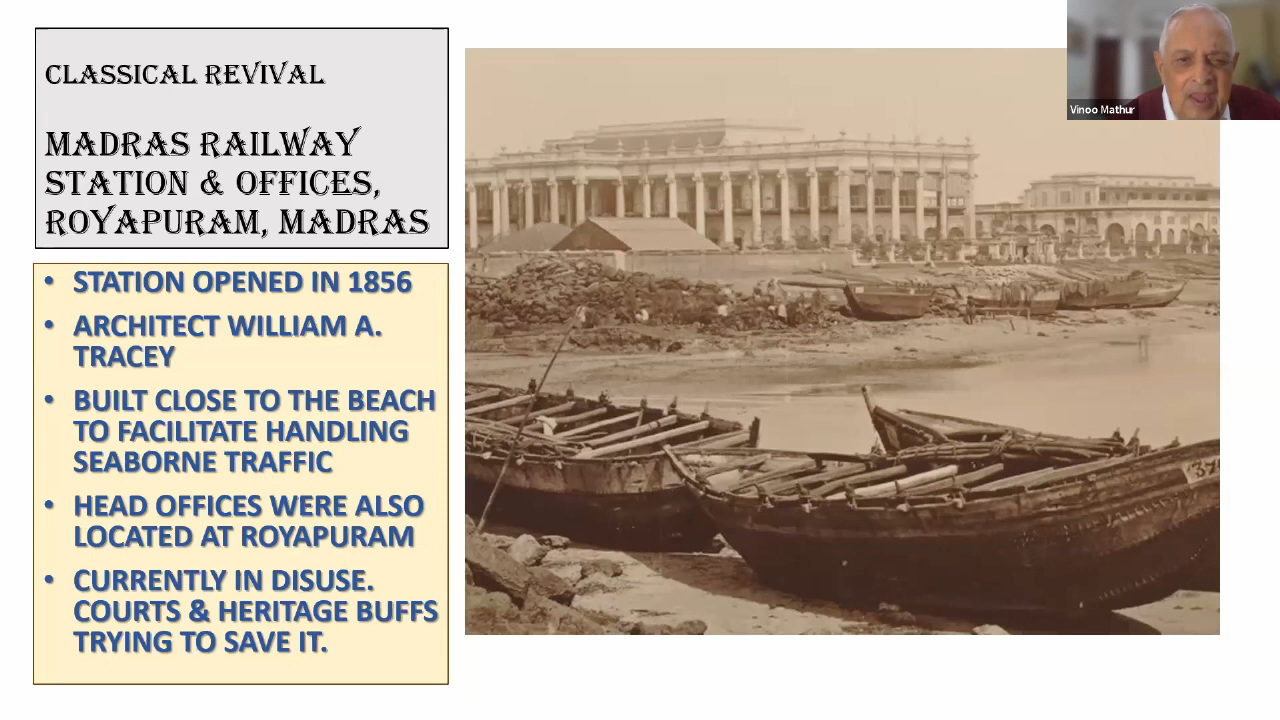 CLASSICAL REVIVAL
MADRAS RAILWAY
STATION & OFFICES,
ROYAPURAM, MADRAS
• STATION OPENED IN 1856
• ARCHITECT WILLIAM A.
TRACEY
• BUILT CLOSE TO THE BEACH
TO FACILITATE HANDLING
SEABORNE TRAFFIC
• HEAD OFFICES WERE ALSO
LOCATED AT ROYAPURAM
• CURRENTLY IN DISUSE.
COURTS & HERITAGE BUFFS
TRYING TO SAVE IT.
Vinoo Mathur